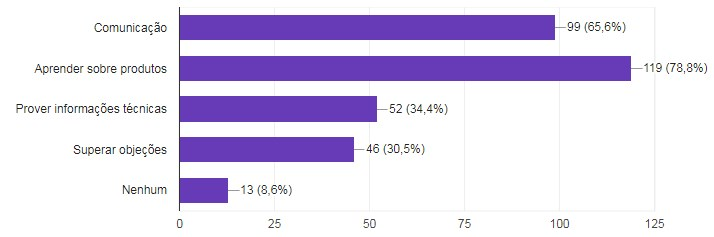 Comunicação
99 (65,6%)
Aprender sobre produtos
119 (78,8%)
Prover informações técnicas
52 (34,4%)
Superar objeções
46 (30,5%)
Nenhum
13 (8,6%)
0 25 50 75 100 125